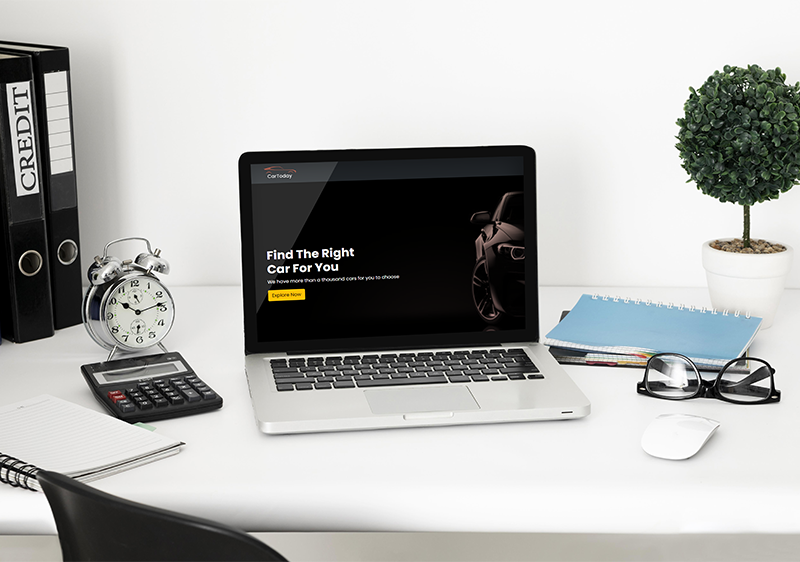 CREDIT
CarToday
Find The Right
Car For You
We have more than a thousand cars for you to choose
Explore Now